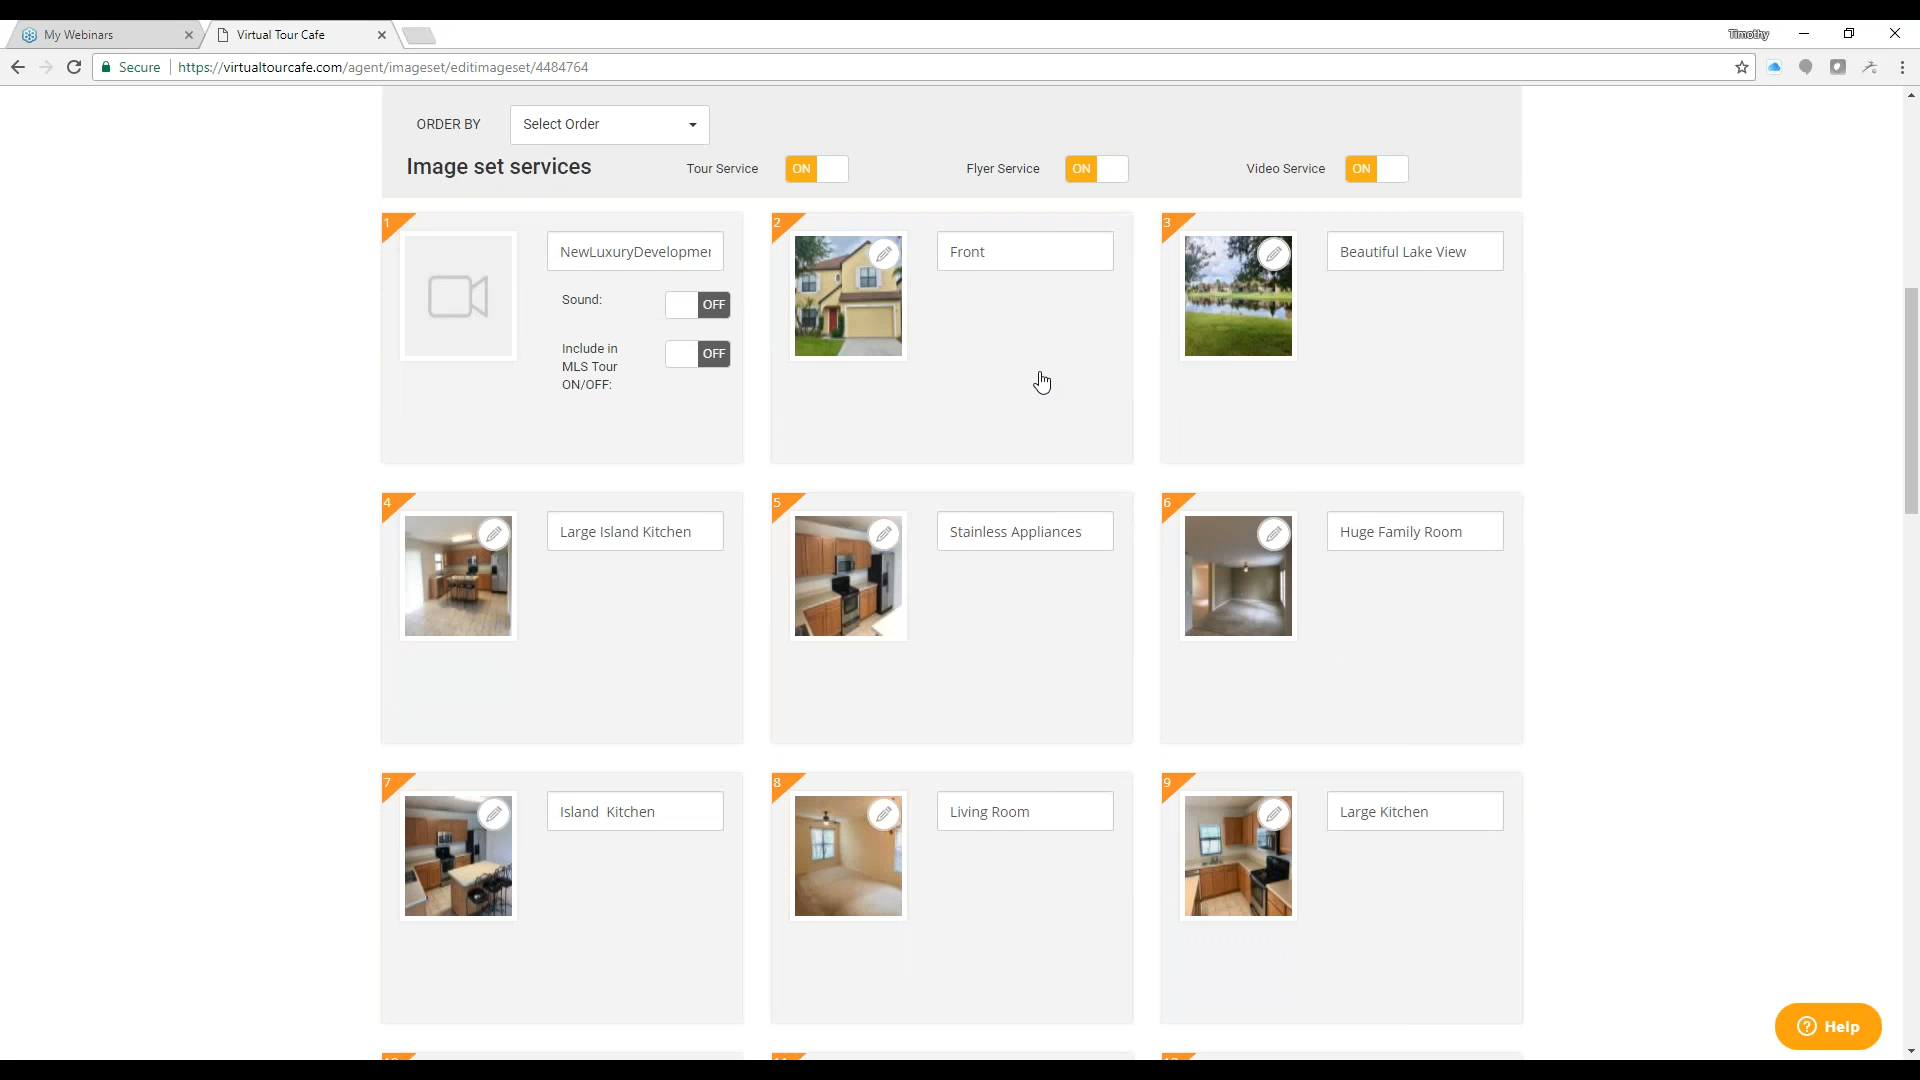 My Webinars
Virtual Tour Cafe
Timothy
Secure
https://virtualtourcafe.com/agent/imageset/editimageset/4484764
ORDER BY
Select Order
Image set services
Tour Service
ON
Flyer Service
ON
Video Service
ON
1
NewLuxuryDevelopmer
Sound:
OFF
Include in
MLS Tour
ON/OFF:
OFF
2
Front
3
Beautiful Lake View
4
Large Island Kitchen
5
Stainless Appliances
6
Huge Family Room
7
Island  Kitchen
8
Living Room
9
Large Kitchen
Help